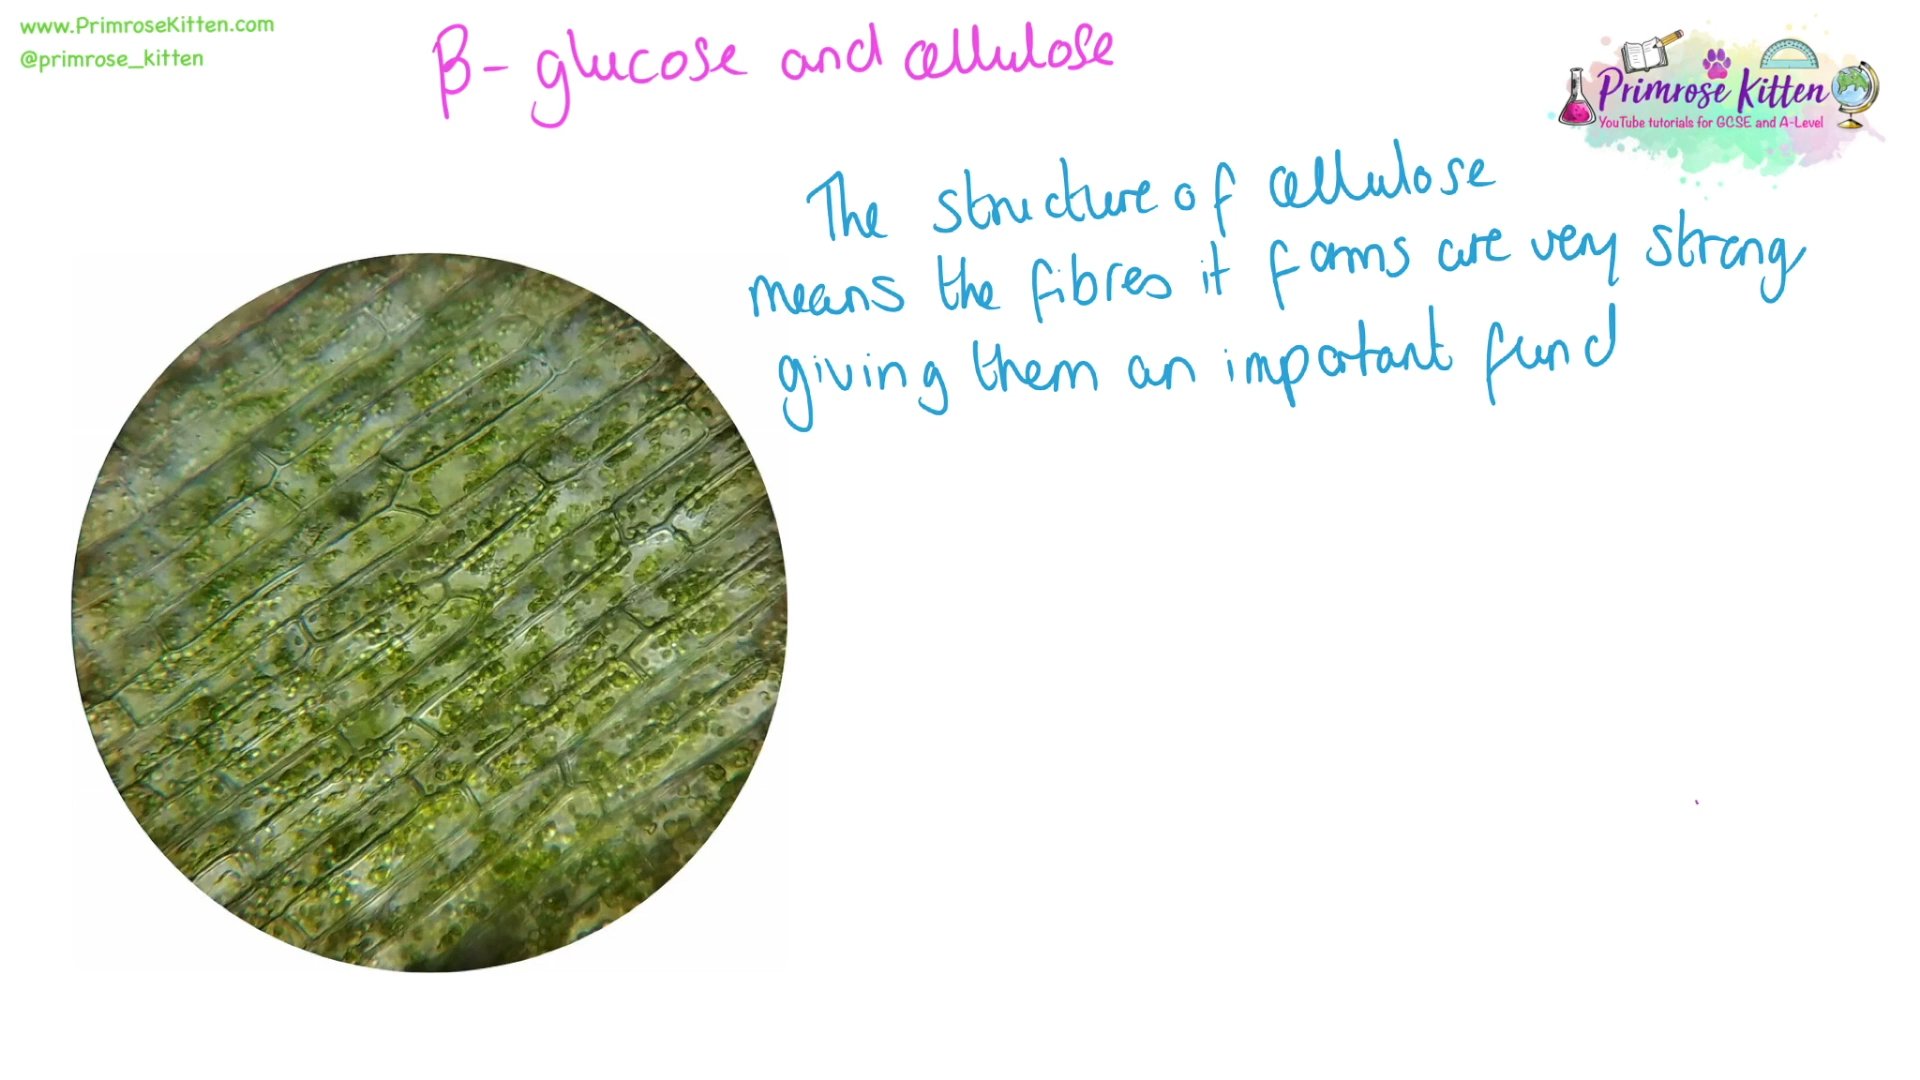 www.PrimroseKitten.com
@primrose_kitten
β- glucose and cellulose
Primrose Kitten
YouTube tutorials for GCSE and A-Level
The structure of cellulose
means the fibres it forms are very strong
giving them an important func